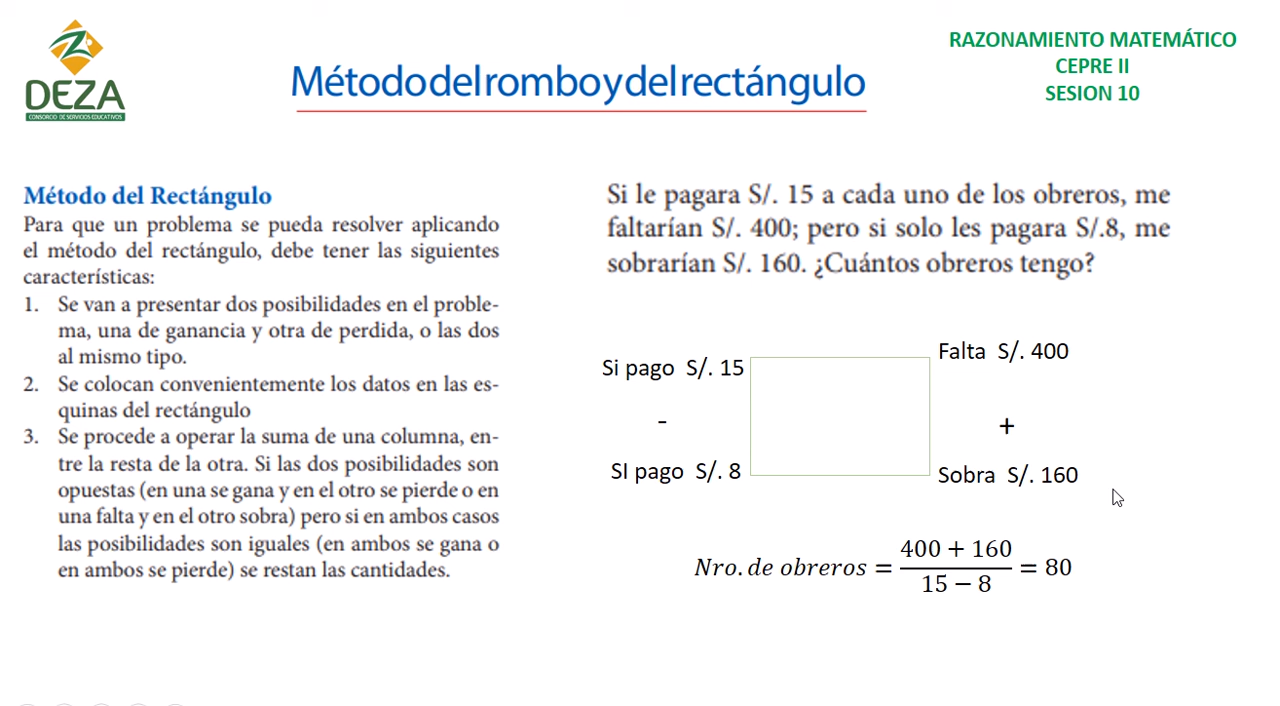 DEZA
CONSORCIO DE SERVICIOS EDUCATIVOS
Método del rombo y del rectángulo
RAZONAMIENTO MATEMÁTICO
CEPRE II
SESION 10
Método del Rectángulo
Para que un problema se pueda resolver aplicando
el método del rectángulo, debe tener las siguientes
características:
1. Se van a presentar dos posibilidades en el proble-
ma, una de ganancia y otra de perdida, o las dos
al mismo tipo.
2. Se colocan convenientemente los datos en las es-
quinas del rectángulo
3. Se procede a operar la suma de una columna, en-
tre la resta de la otra. Si las dos posibilidades son
opuestas (en una se gana y en el otro se pierde o en
una falta y en el otro sobra) pero si en ambos casos
las posibilidades son iguales (en ambos se gana o
en ambos se pierde) se restan las cantidades.
Si le pagara S/. 15 a cada uno de los obreros, me
faltarían S/. 400; pero si solo les pagara S/.8, me
sobrarían S/. 160. ¿Cuántos obreros tengo?
Si pago S/. 15
Falta S/. 400
-
+
SI pago S/. 8
Sobra S/. 160
Nro. de obreros = (400 + 160)/(15 − 8) = 80